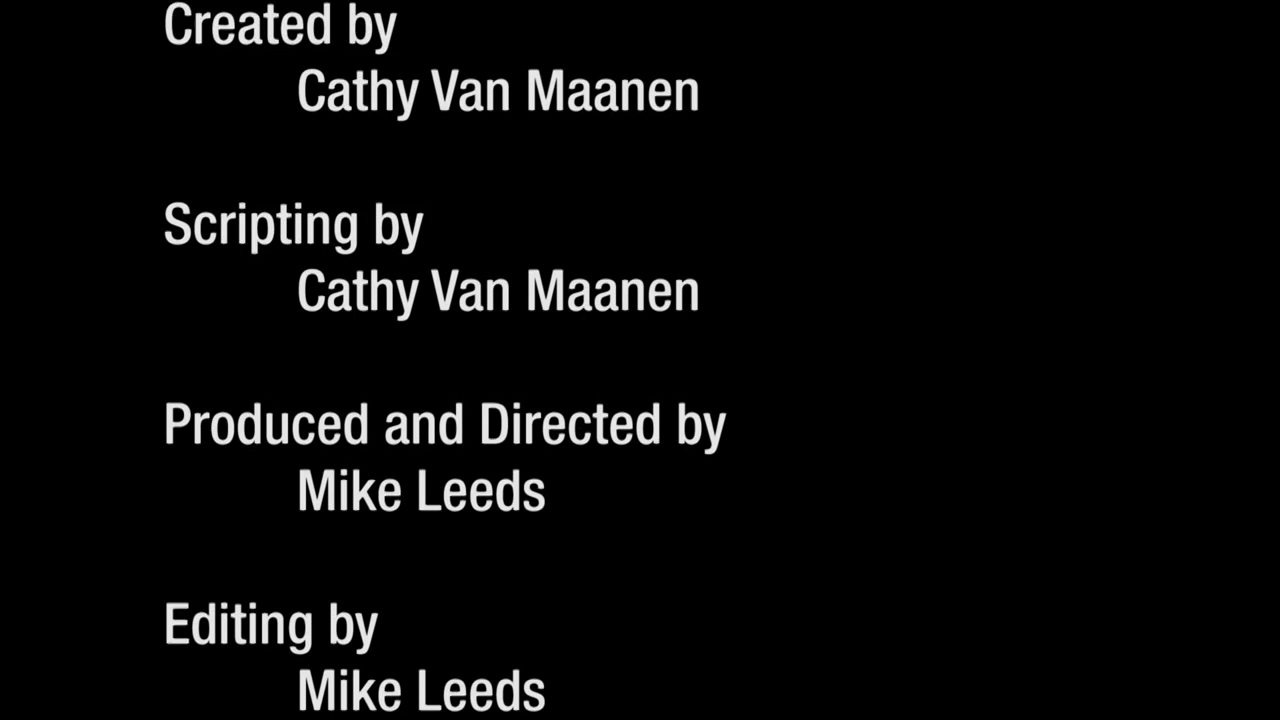 Created by
Cathy Van Maanen
Scripting by
Cathy Van Maanen
Produced and Directed by
Mike Leeds
Editing by
Mike Leeds